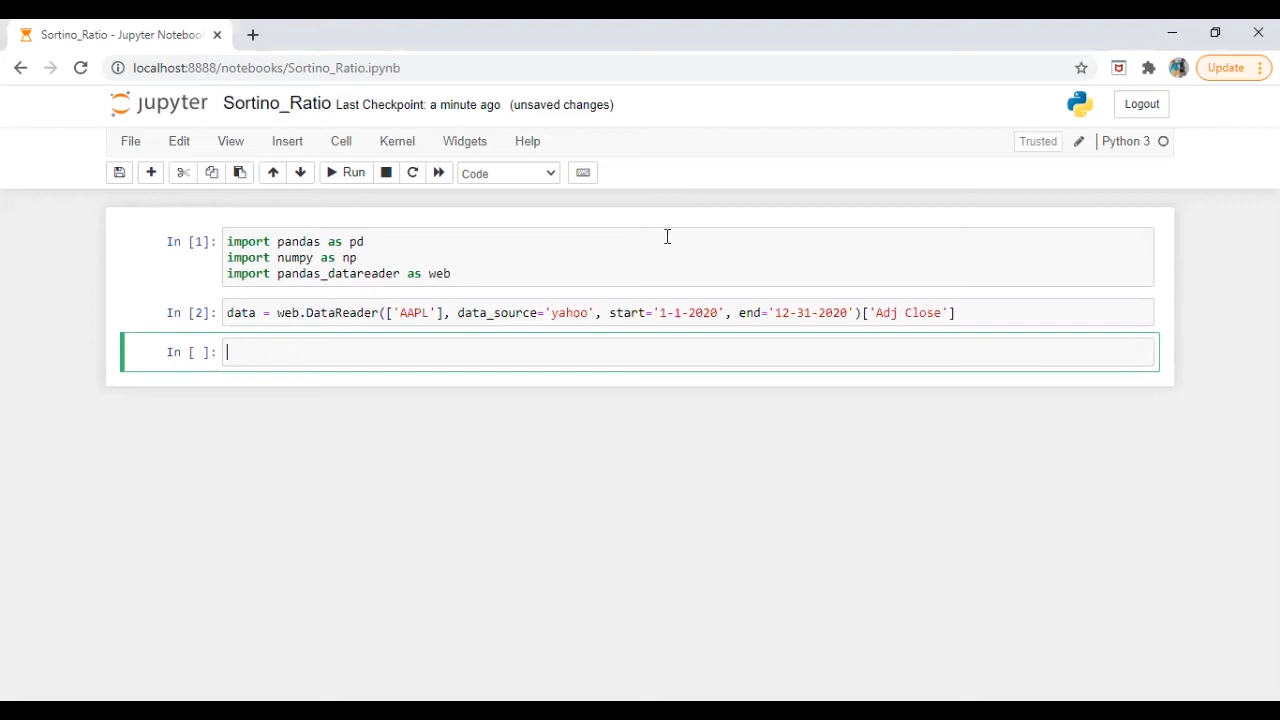 Sortino_Ratio - Jupyter Noteboo
localhost:8888/notebooks/Sortino_Ratio.ipynb
Update
jupyter Sortino_Ratio Last Checkpoint: a minute ago (unsaved changes)
Logout
File Edit View Insert Cell Kernel Widgets Help
Trusted Python 3
Run Code
In [1]: import pandas as pd
import numpy as np
import pandas_datareader as web
In [2]: data = web.DataReader(['AAPL'], data_source='yahoo', start='1-1-2020', end='12-31-2020')['Adj Close']
In [ ]: